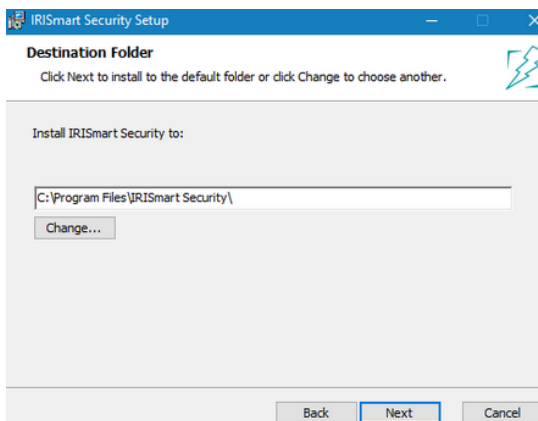 IRISmart Security Setup
Destination Folder
Click Next to install to the default folder or click Change to choose another.
Install IRISmart Security to:
C:\Program Files\IRISmart Security\
Change...
Back Next Cancel